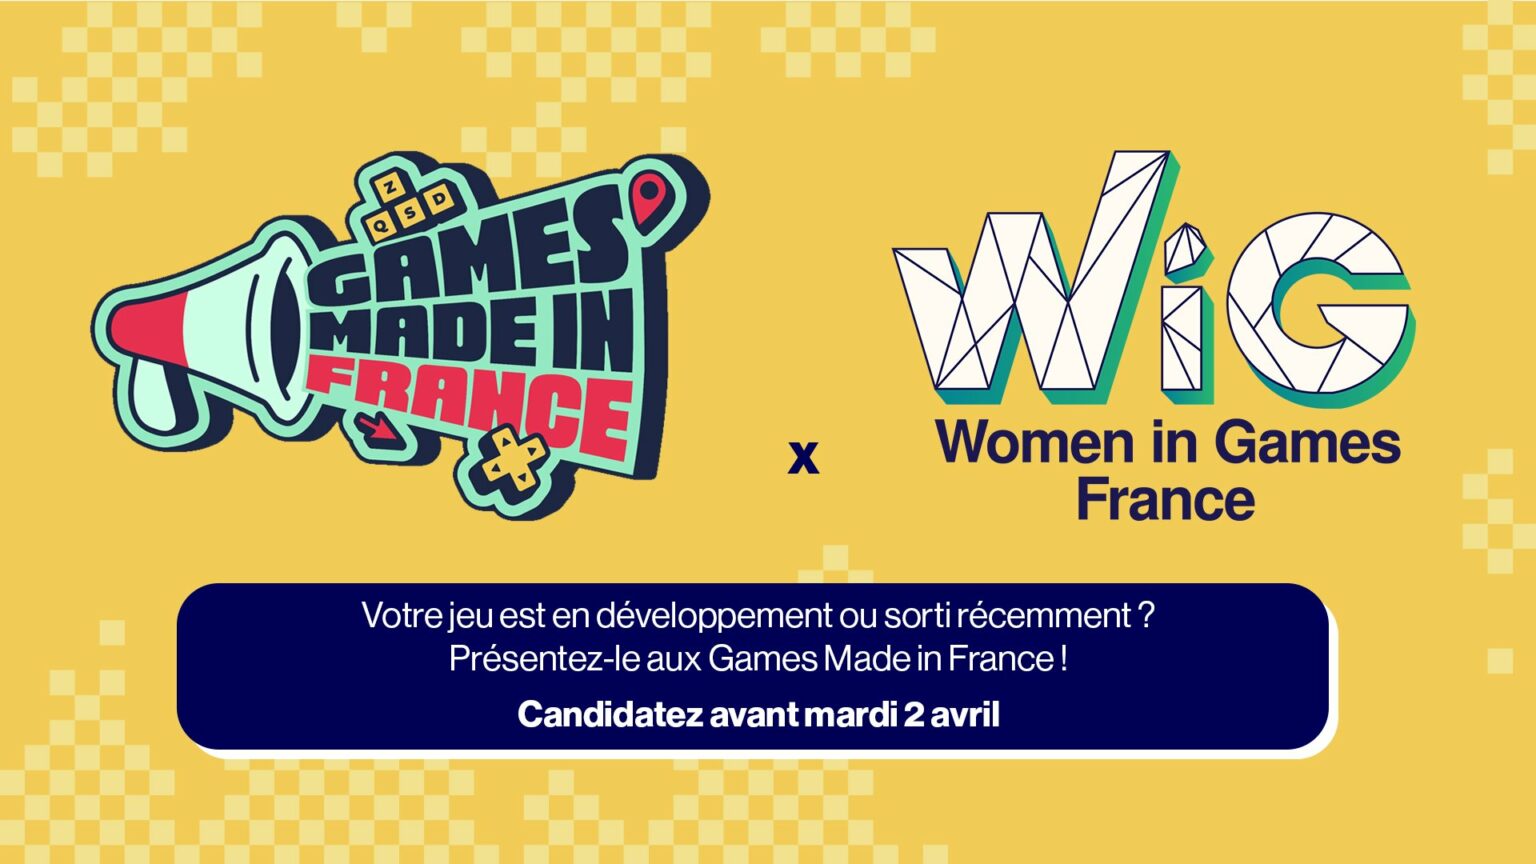 Z
Q S D
GAMES
MADE IN
FRANCE
x
WiG
Women in Games
France
Votre jeu est en développement ou sorti récemment ?
Présentez-le aux Games Made in France !
Candidatez avant mardi 2 avril